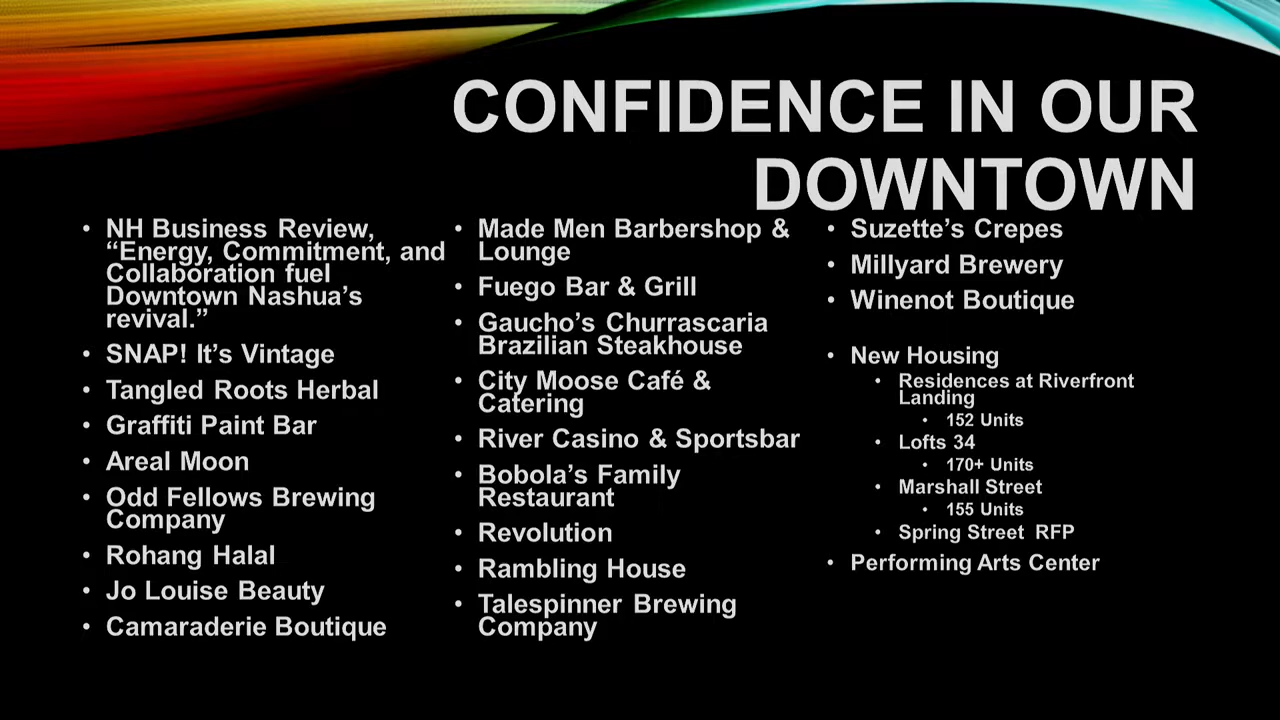 CONFIDENCE IN OUR
DOWNTOWN
• NH Business Review,
“Energy, Commitment, and
Collaboration fuel
Downtown Nashua’s
revival.”
• SNAP! It’s Vintage
• Tangled Roots Herbal
• Graffiti Paint Bar
• Areal Moon
• Odd Fellows Brewing
Company
• Rohang Halal
• Jo Louise Beauty
• Camaraderie Boutique
• Made Men Barbershop &
Lounge
• Fuego Bar & Grill
• Gaucho’s Churrascaria
Brazilian Steakhouse
• City Moose Café &
Catering
• River Casino & Sportsbar
• Bobola’s Family
Restaurant
• Revolution
• Rambling House
• Talespinner Brewing
Company
• Suzette’s Crepes
• Millyard Brewery
• Winenot Boutique
• New Housing
• Residences at Riverfront
Landing
• 152 Units
• Lofts 34
• 170+ Units
• Marshall Street
• 155 Units
• Spring Street RFP
• Performing Arts Center